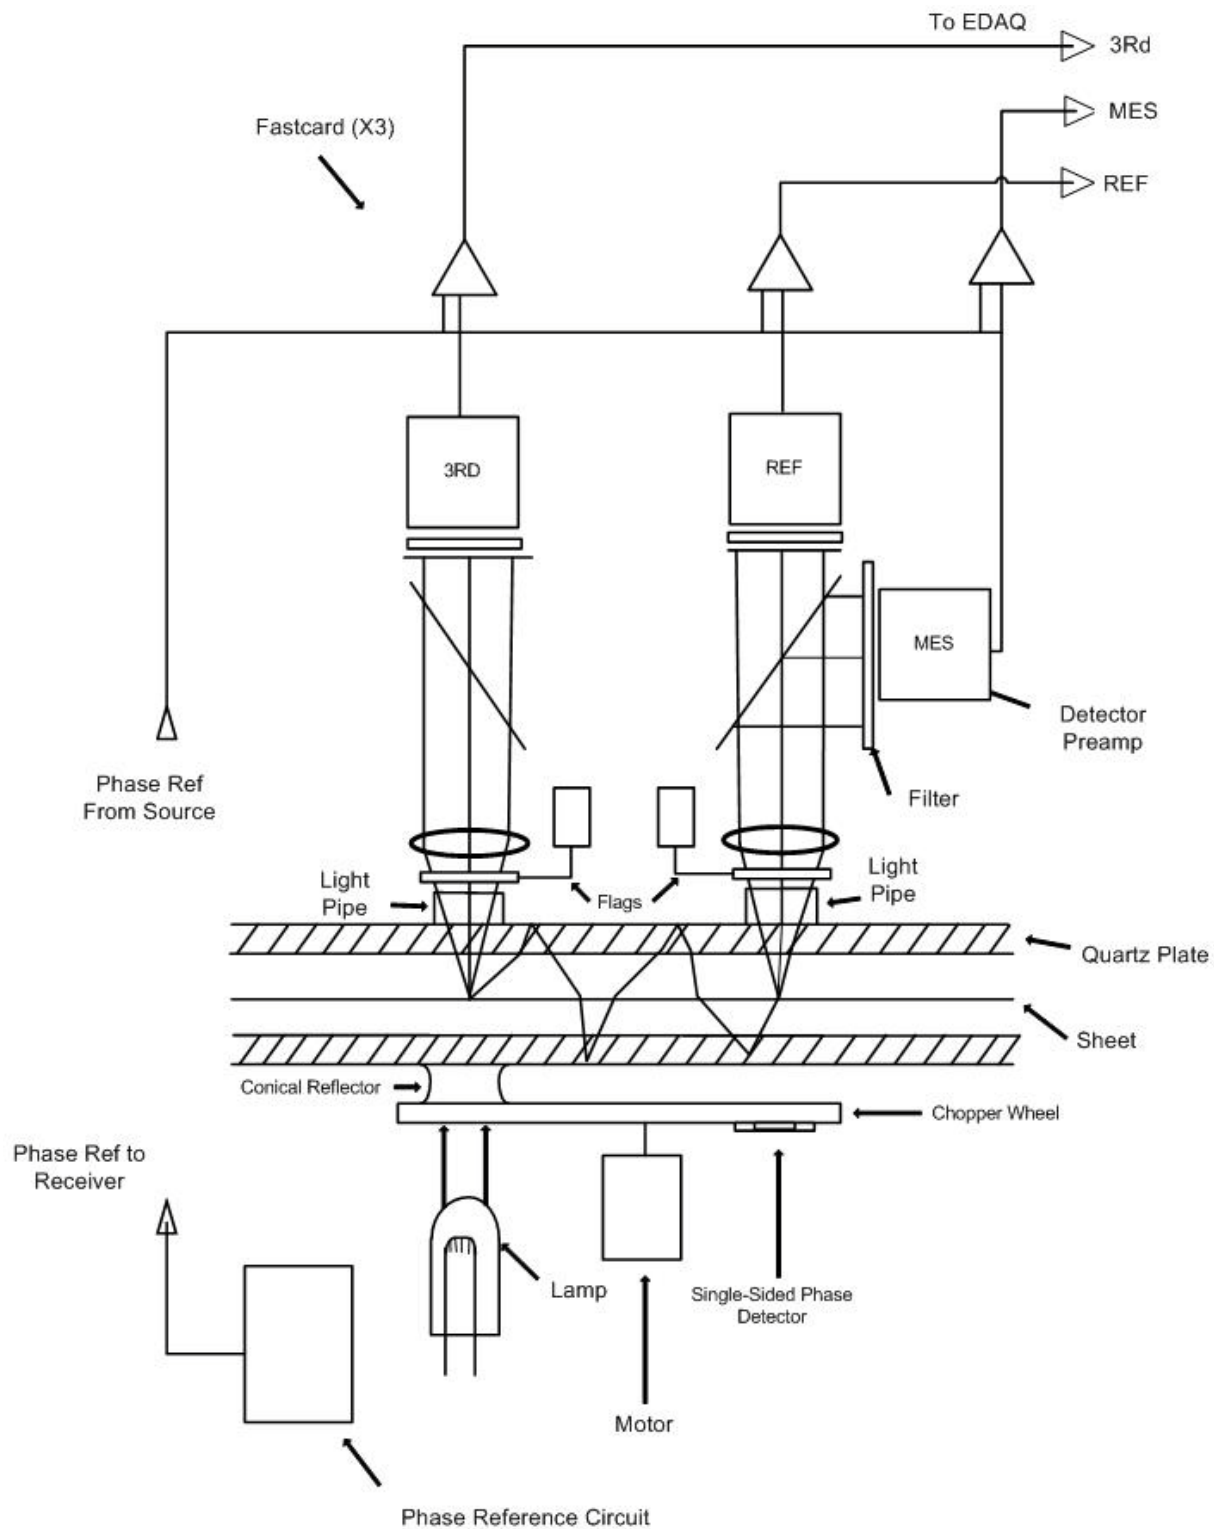 To EDAQ
3Rd
MES
REF
Fastcard (X3)
3RD
REF
MES
Detector
Preamp
Phase Ref
From Source
Filter
Light
Pipe
Flags
Light
Pipe
Quartz Plate
Sheet
Conical Reflector
Chopper Wheel
Phase Ref to
Receiver
Lamp
Single-Sided Phase
Detector
Motor
Phase Reference Circuit